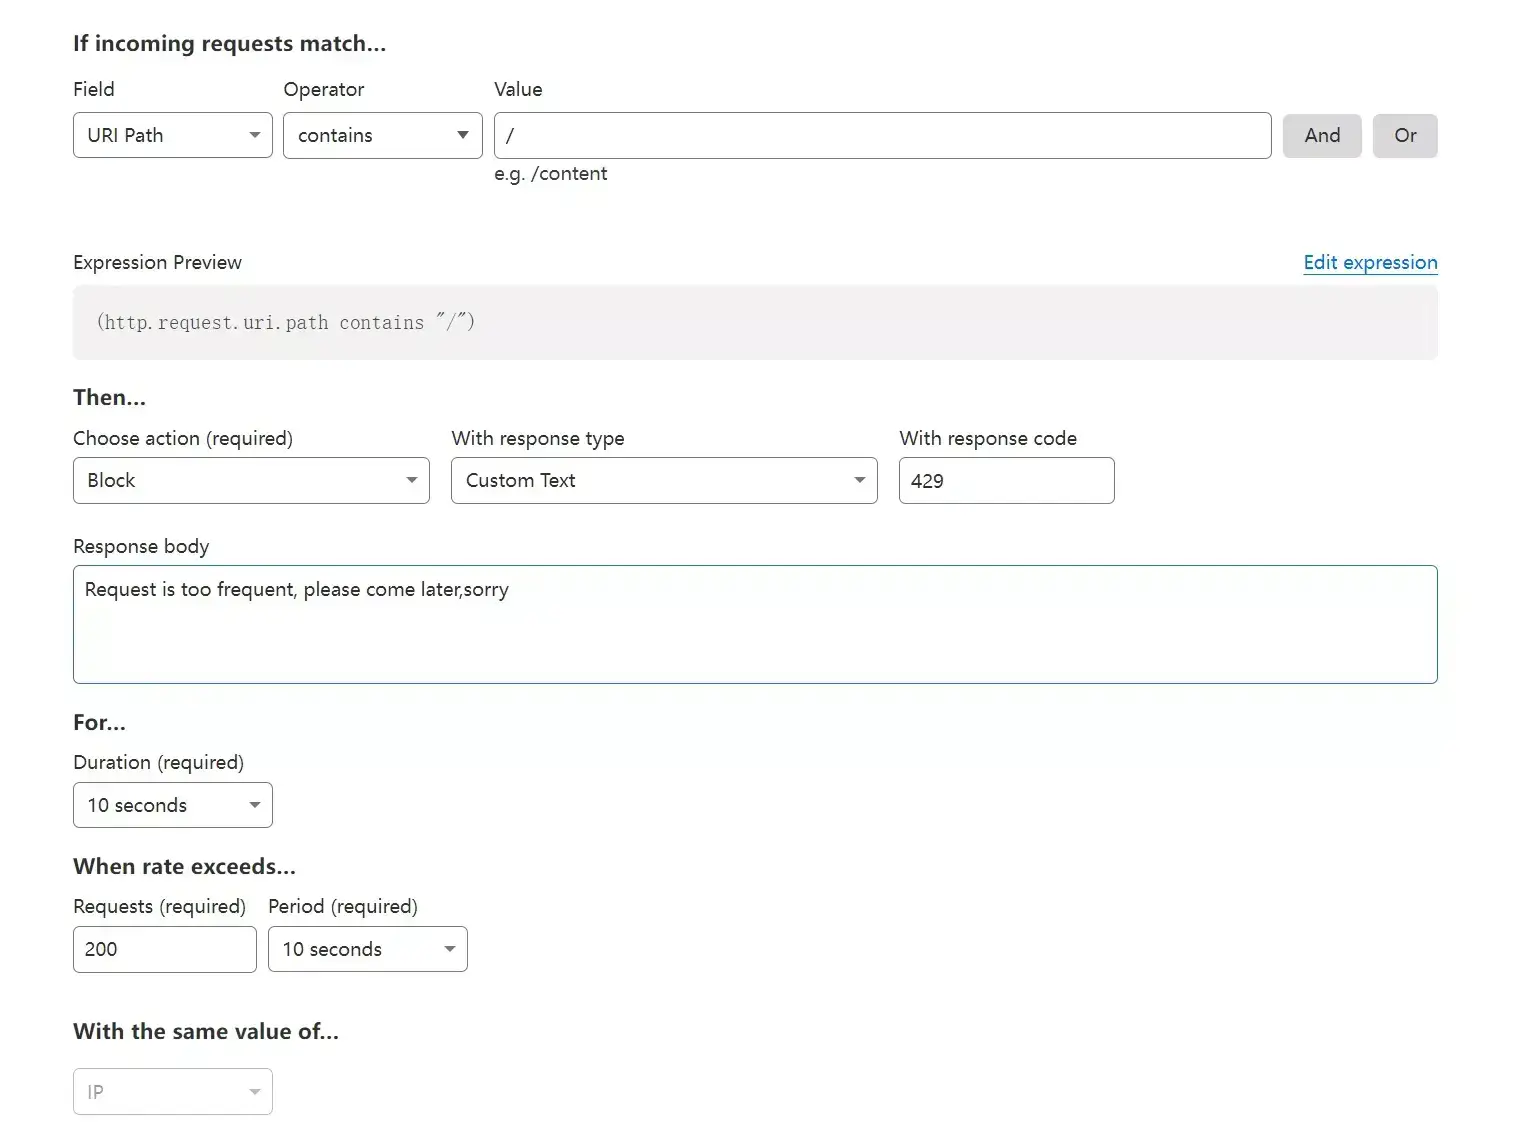 If incoming requests match...
Field Operator Value
URI Path contains / And Or
e.g. /content
Expression Preview Edit expression
(http.request.uri.path contains "/")
Then...
Choose action (required) With response type With response code
Block Custom Text 429
Response body
Request is too frequent, please come later,sorry
For...
Duration (required)
10 seconds
When rate exceeds...
Requests (required) Period (required)
200 10 seconds
With the same value of...
IP